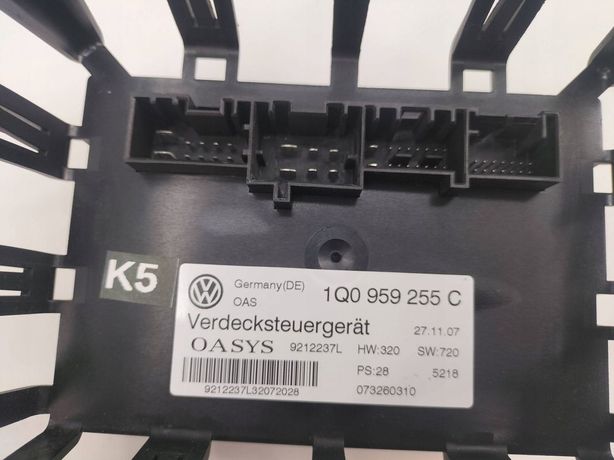 K5
Germany(DE)
OAS
1Q0 959 255 C
Verdecksteuergerät
27.11.07
OASYS 9212237L HW:320 SW:720
PS:28 5218
9212237L32072028 073260310